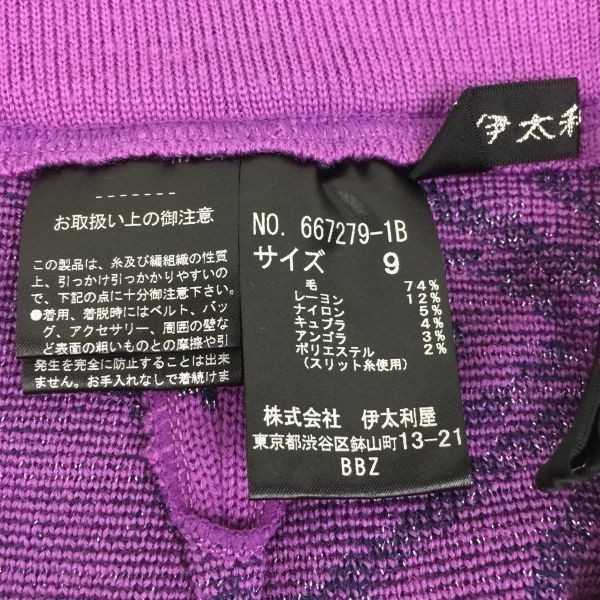 伊太利
お取扱い上の御注意
この製品は、糸及び編組織の性質
上、引っかけ引っかかりやすいの
で、下記の点に十分御注意下さい。
●着用、着脱時にはベルト、バッ
グ、アクセサリー、周囲の壁な
ど表面の粗いものとの摩擦や引
発生を完全に防止することは出来
ません。お手入れなしで着続けま
NO. 667279-1B
サイズ 9
毛 74%
レーヨン 12%
ナイロン 5%
キュプラ 4%
アンゴラ 3%
ポリエステル 2%
(スリット糸使用)
株式会社 伊太利屋
東京都渋谷区鉢山町13-21
BBZ